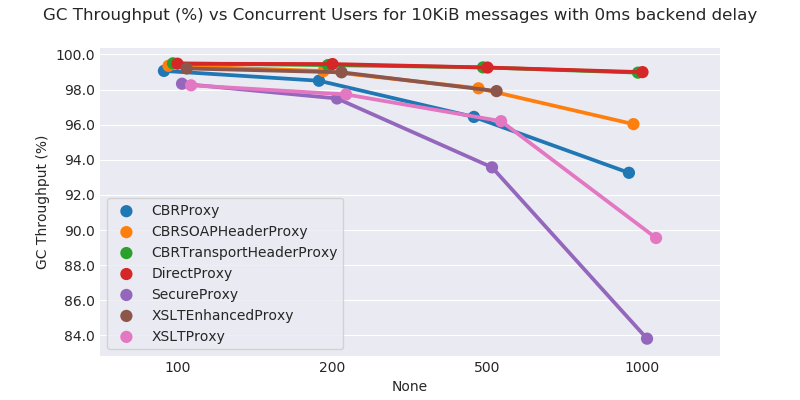 GC Throughput (%) vs Concurrent Users for 10KiB messages with 0ms backend delay
GC Throughput (%)
100.0
98.0
96.0
94.0
92.0
90.0
88.0
86.0
84.0
CBRProxy
CBRSOAPHeaderProxy
CBRTransportHeaderProxy
DirectProxy
SecureProxy
XSLTEnhancedProxy
XSLTProxy
100 200 500 1000
None